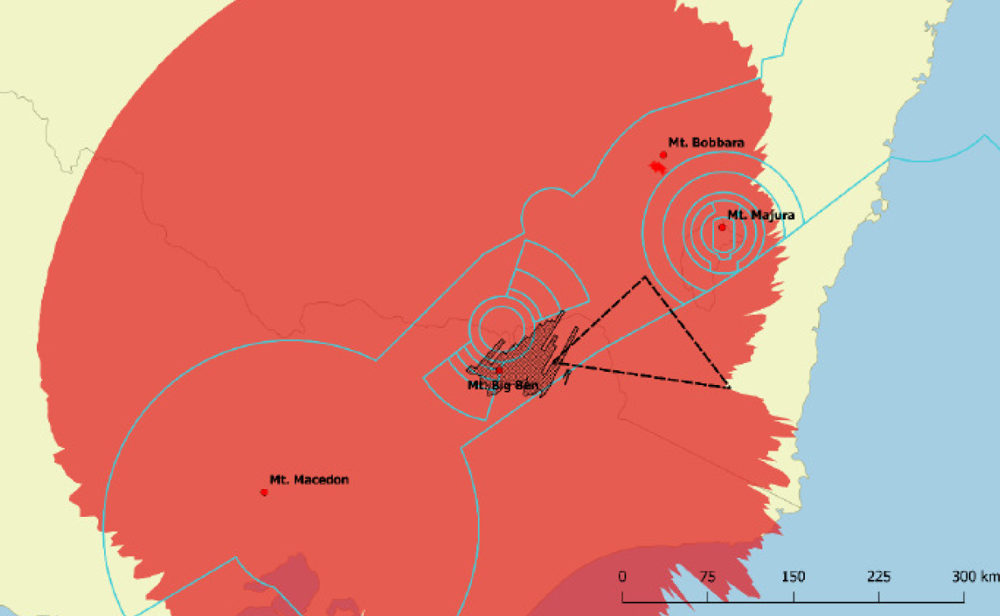 Mt. Bobbara
Mt. Majura
Mt. Big Ben
Mt. Macedon
0 75 150 225 300 km